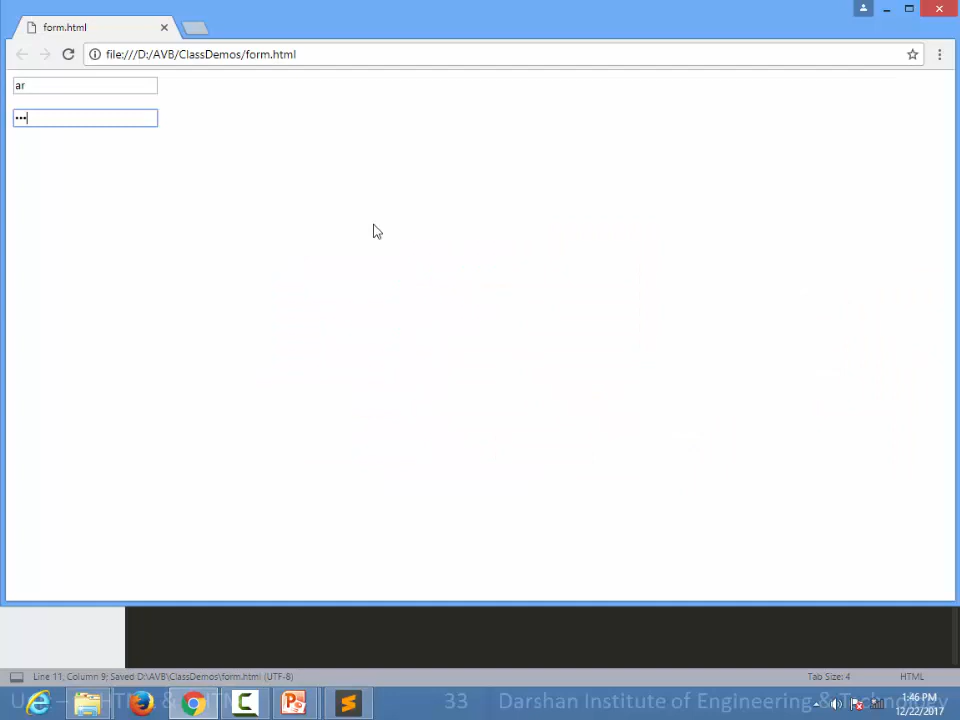 form.html
file:///D:/AVB/ClassDemos/form.html
ar
•••
Line 11, Column 9; Saved D:\AVB\ClassDemos\form.html (UTF-8)
Tab Size: 4
HTML
33
Darshan Institute of Engineering & Technology
1:46 PM
12/22/2017